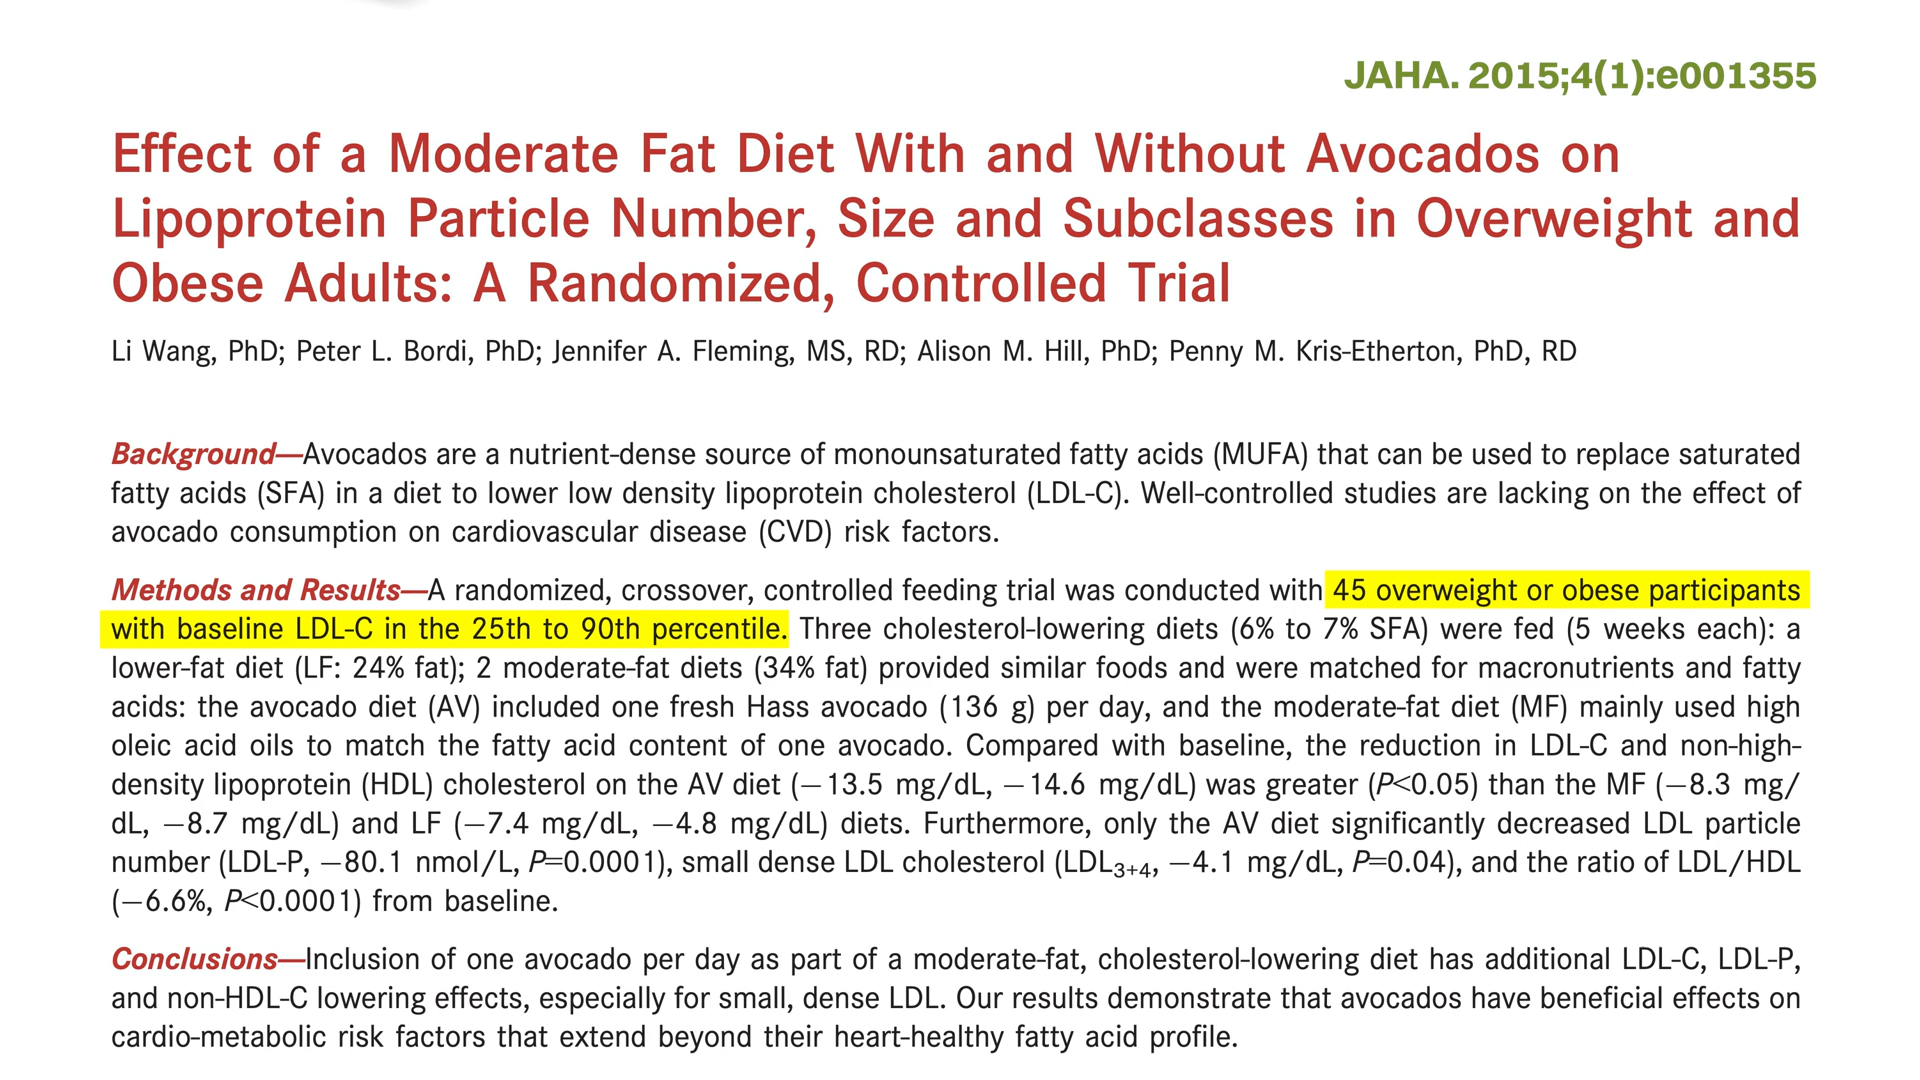 JAHA. 2015;4(1):e001355
Effect of a Moderate Fat Diet With and Without Avocados on
Lipoprotein Particle Number, Size and Subclasses in Overweight and
Obese Adults: A Randomized, Controlled Trial
Li Wang, PhD; Peter L. Bordi, PhD; Jennifer A. Fleming, MS, RD; Alison M. Hill, PhD; Penny M. Kris-Etherton, PhD, RD
Background—Avocados are a nutrient-dense source of monounsaturated fatty acids (MUFA) that can be used to replace saturated
fatty acids (SFA) in a diet to lower low density lipoprotein cholesterol (LDL-C). Well-controlled studies are lacking on the effect of
avocado consumption on cardiovascular disease (CVD) risk factors.
Methods and Results—A randomized, crossover, controlled feeding trial was conducted with 45 overweight or obese participants
with baseline LDL-C in the 25th to 90th percentile. Three cholesterol-lowering diets (6% to 7% SFA) were fed (5 weeks each): a
lower-fat diet (LF: 24% fat); 2 moderate-fat diets (34% fat) provided similar foods and were matched for macronutrients and fatty
acids: the avocado diet (AV) included one fresh Hass avocado (136 g) per day, and the moderate-fat diet (MF) mainly used high
oleic acid oils to match the fatty acid content of one avocado. Compared with baseline, the reduction in LDL-C and non-high-
density lipoprotein (HDL) cholesterol on the AV diet (−13.5 mg/dL, −14.6 mg/dL) was greater (P<0.05) than the MF (−8.3 mg/
dL, −8.7 mg/dL) and LF (−7.4 mg/dL, −4.8 mg/dL) diets. Furthermore, only the AV diet significantly decreased LDL particle
number (LDL-P, −80.1 nmol/L, P=0.0001), small dense LDL cholesterol (LDL₃₊₄, −4.1 mg/dL, P=0.04), and the ratio of LDL/HDL
(−6.6%, P<0.0001) from baseline.
Conclusions—Inclusion of one avocado per day as part of a moderate-fat, cholesterol-lowering diet has additional LDL-C, LDL-P,
and non-HDL-C lowering effects, especially for small, dense LDL. Our results demonstrate that avocados have beneficial effects on
cardio-metabolic risk factors that extend beyond their heart-healthy fatty acid profile.